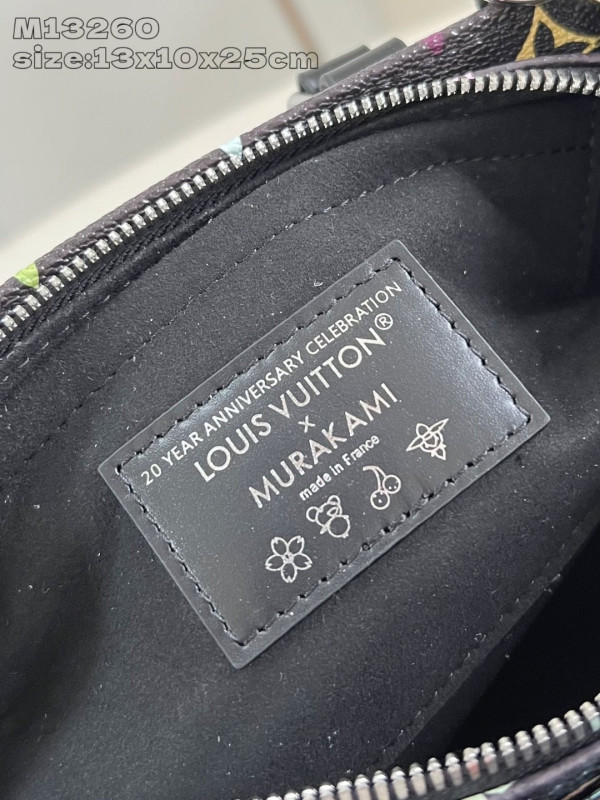 M13260
size:13x10x25cm
20 YEAR ANNIVERSARY CELEBRATION
LOUIS VUITTON®
×
MURAKAMI
made in France